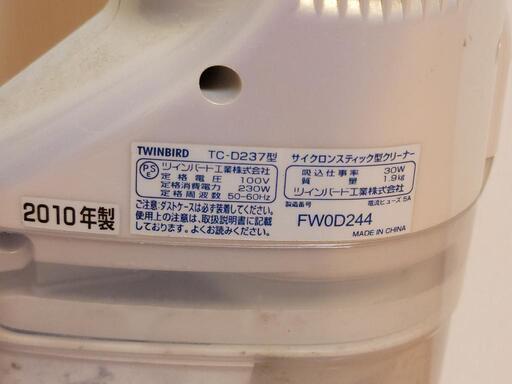 TWINBIRD TC-D237型 サイクロンスティック型クリーナー
PSE ツインバード工業株式会社
定格電圧 100V
定格消費電力 230W
定格周波数 50-60Hz
吸込仕事率 30W
質量 1.9kg
ツインバード工業株式会社
ご注意:ダストケースは必ず装着してください。
使用上の注意は、取扱説明書に記載
しております。よくお読みください。
製造番号 電流ヒューズ 5A
FW0D244
MADE IN CHINA
2010年製